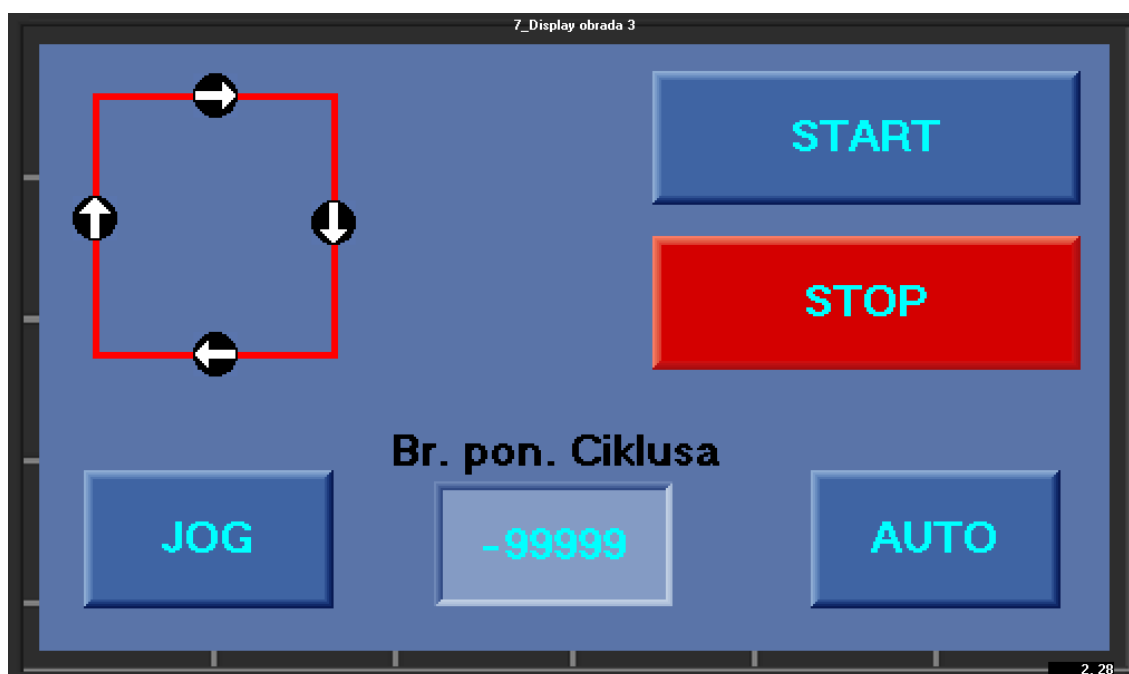 7_Display obrada 3
START
STOP
Br. pon. Ciklusa
JOG
-99999
AUTO
2, 28